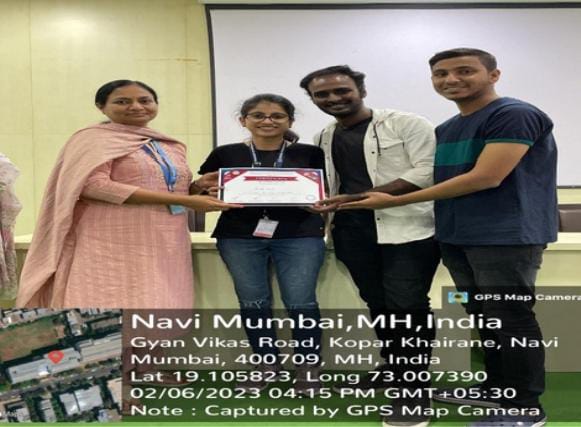 CERTIFICATE
GPS Map Camera
Navi Mumbai,MH,India
Gyan Vikas Road, Kopar Khairane, Navi
Mumbai, 400709, MH, India
Lat 19.105823, Long 73.007390
02/06/2023 04:15 PM GMT+05:30
Note : Captured by GPS Map Camera